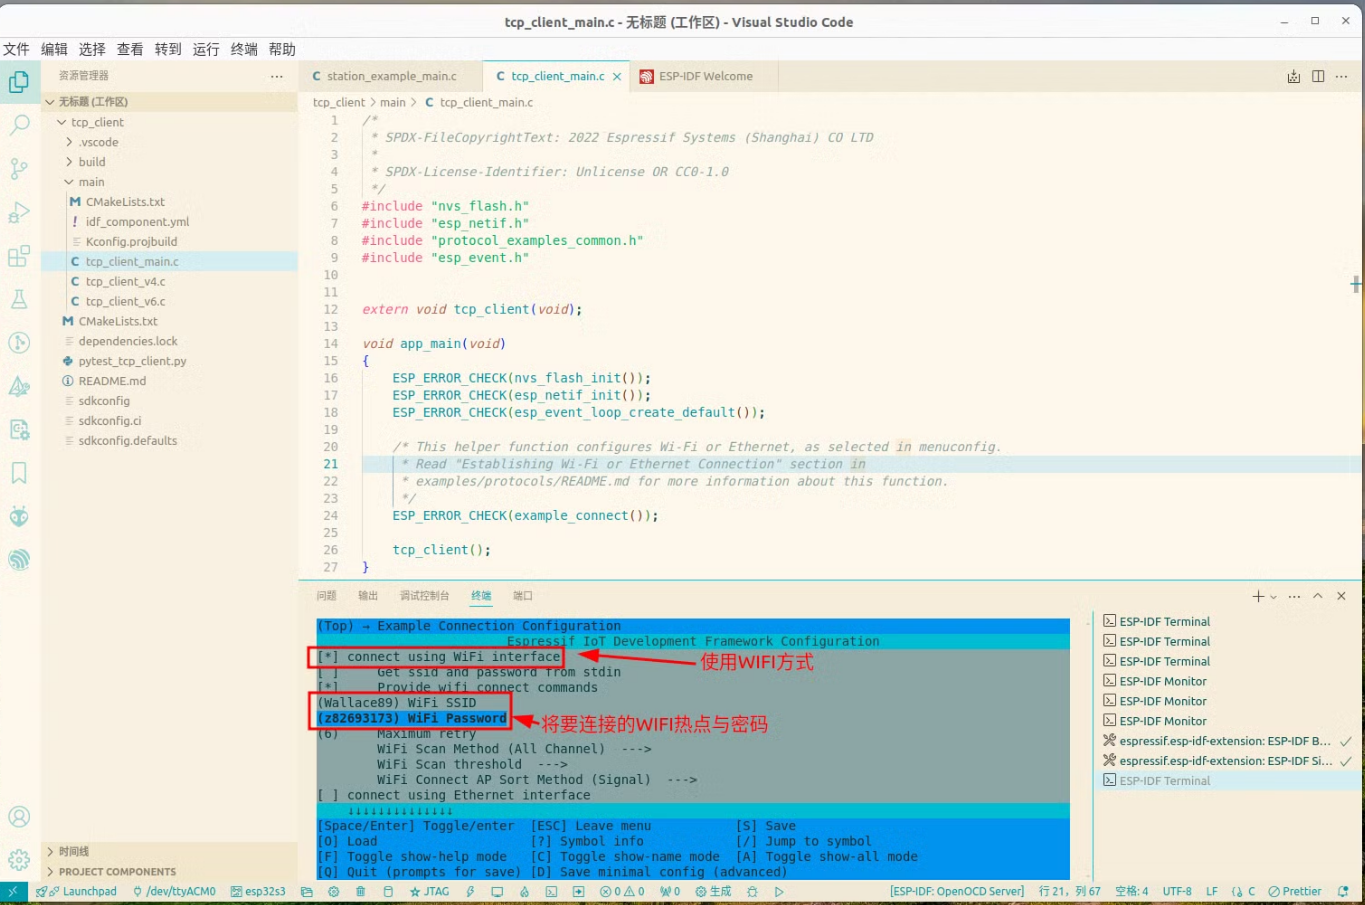 tcp_client_main.c - 无标题 (工作区) - Visual Studio Code
文件 编辑 选择 查看 转到 运行 终端 帮助
资源管理器
无标题 (工作区)
tcp_client
.vscode
build
main
CMakeLists.txt
idf_component.yml
Kconfig.projbuild
tcp_client_main.c
tcp_client_v4.c
tcp_client_v6.c
CMakeLists.txt
dependencies.lock
pytest_tcp_client.py
README.md
sdkconfig
sdkconfig.ci
sdkconfig.defaults
时间线
PROJECT COMPONENTS
station_example_main.c tcp_client_main.c ESP-IDF Welcome
tcp_client > main > C tcp_client_main.c
1 /*
2 * SPDX-FileCopyrightText: 2022 Espressif Systems (Shanghai) CO LTD
3 *
4 * SPDX-License-Identifier: Unlicense OR CC0-1.0
5 */
6 #include "nvs_flash.h"
7 #include "esp_netif.h"
8 #include "protocol_examples_common.h"
9 #include "esp_event.h"
10
11
12 extern void tcp_client(void);
13
14 void app_main(void)
15 {
16 ESP_ERROR_CHECK(nvs_flash_init());
17 ESP_ERROR_CHECK(esp_netif_init());
18 ESP_ERROR_CHECK(esp_event_loop_create_default());
19
20 /* This helper function configures Wi-Fi or Ethernet, as selected in menuconfig.
21 * Read "Establishing Wi-Fi or Ethernet Connection" section in
22 * examples/protocols/README.md for more information about this function.
23 */
24 ESP_ERROR_CHECK(example_connect());
25
26 tcp_client();
27 }
问题 输出 调试控制台 终端 端口
(Top) → Example Connection Configuration
Espressif IoT Development Framework Configuration
[*] connect using WiFi interface
使用WIFI方式
[ ] Get ssid and password from stdin
[*] Provide wifi connect commands
(Wallace89) WiFi SSID
(z82693173) WiFi Password
将要连接的WIFI热点与密码
(6) Maximum retry
WiFi Scan Method (All Channel) --->
WiFi Scan threshold --->
WiFi Connect AP Sort Method (Signal) --->
[ ] connect using Ethernet interface
↓↓↓↓↓↓↓↓↓↓↓↓↓↓
[Space/Enter] Toggle/enter [ESC] Leave menu [S] Save
[O] Load [?] Symbol info [/] Jump to symbol
[F] Toggle show-help mode [C] Toggle show-name mode [A] Toggle show-all mode
[Q] Quit (prompts for save) [D] Save minimal config (advanced)
ESP-IDF Terminal
ESP-IDF Terminal
ESP-IDF Terminal
ESP-IDF Monitor
ESP-IDF Monitor
ESP-IDF Monitor
espressif.esp-idf-extension: ESP-IDF B...
espressif.esp-idf-extension: ESP-IDF Si...
ESP-IDF Terminal
Launchpad /dev/ttyACM0 esp32s3 JTAG 0 0 0 生成 [ESP-IDF: OpenOCD Server] 行 21, 列 67 空格: 4 UTF-8 LF C Prettier